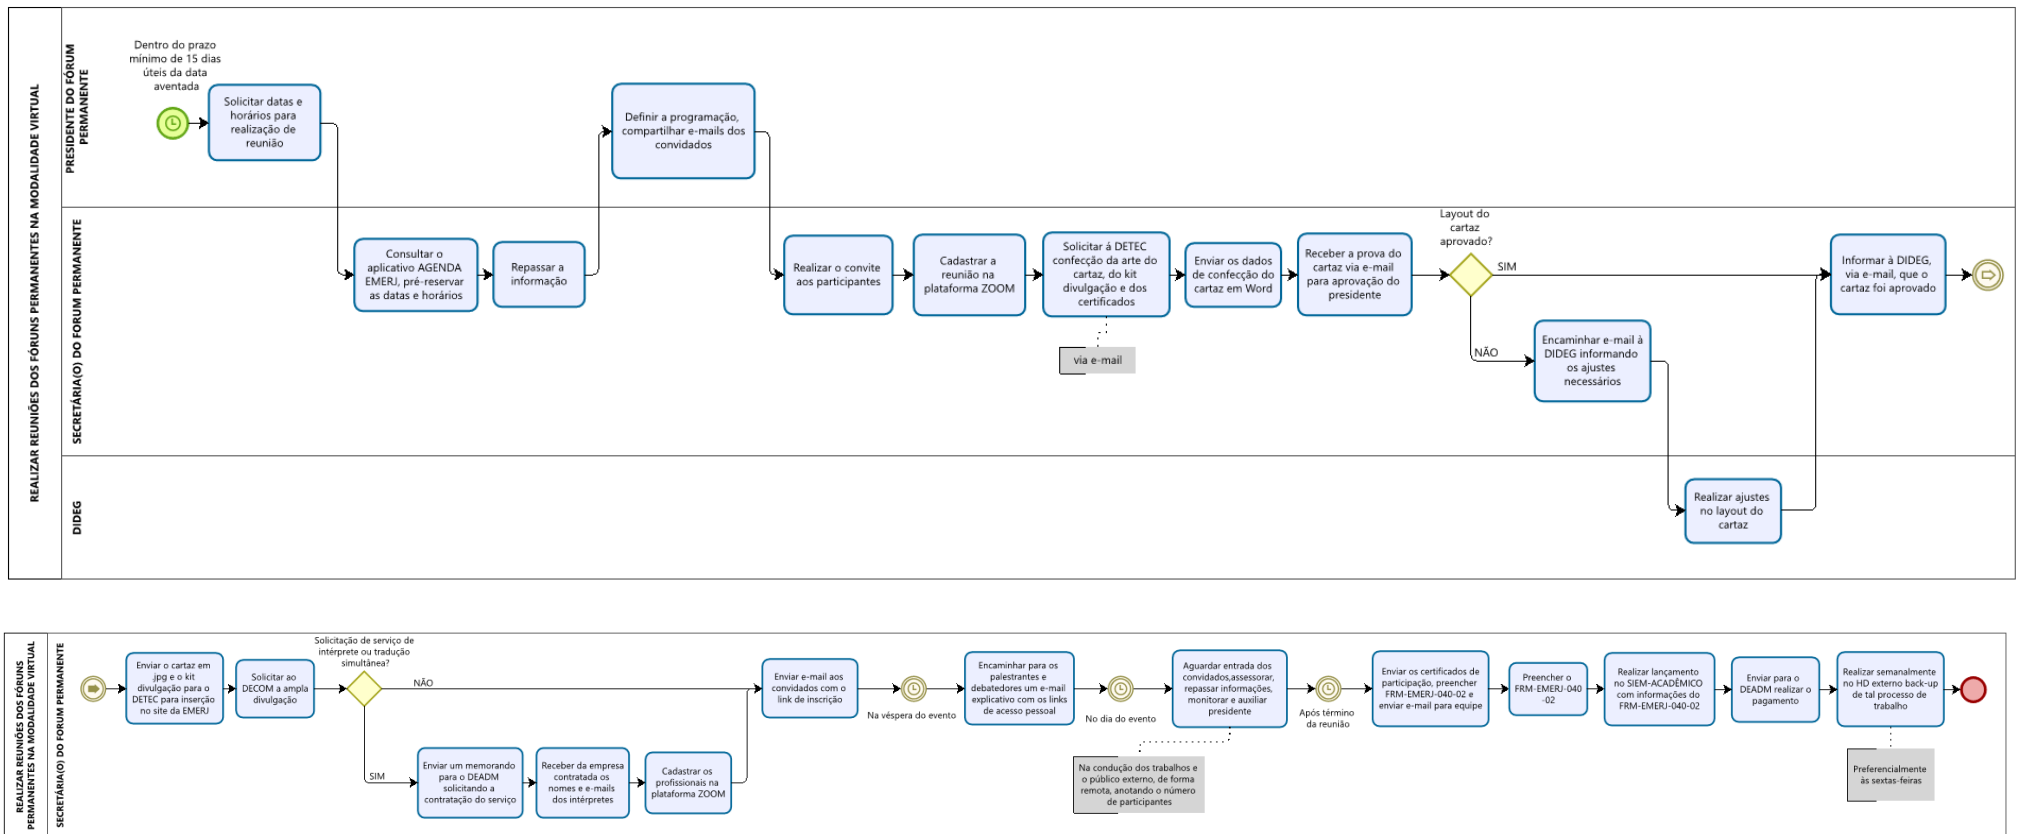 REALIZAR REUNIÕES DOS FÓRUNS PERMANENTES NA MODALIDADE VIRTUAL
PRESIDENTE DO FÓRUM
PERMANENTE
Dentro do prazo
mínimo de 15 dias
úteis da data
aventada
Solicitar datas e
horários para
realização de
reunião
Definir a programação,
compartilhar e-mails dos
convidados
SECRETÁRIA(O) DO FORUM PERMANENTE
Consultar o
aplicativo AGENDA
EMERJ, pré-reservar
as datas e horários
Repassar a
informação
Realizar o convite
aos participantes
Cadastrar a
reunião na
plataforma ZOOM
Solicitar á DETEC
confecção da arte do
cartaz, do kit
divulgação e dos
certificados
via e-mail
Enviar os dados
de confecção do
cartaz em Word
Receber a prova do
cartaz via e-mail
para aprovação do
presidente
Layout do
cartaz
aprovado?
SIM
NÃO
Encaminhar e-mail à
DIDEG informando
os ajustes
necessários
Informar à DIDEG,
via e-mail, que o
cartaz foi aprovado
DIDEG
Realizar ajustes
no layout do
cartaz
REALIZAR REUNIÕES DOS FÓRUNS
PERMANENTES NA MODALIDADE VIRTUAL
SECRETÁRIA(O) DO FORUM PERMANENTE
Enviar o cartaz em
.jpg e o kit
divulgação para o
DETEC para inserção
no site da EMERJ
Solicitar ao
DECOM a ampla
divulgação
Solicitação de serviço de
intérprete ou tradução
simultânea?
NÃO
SIM
Enviar um memorando
para o DEADM
solicitando a
contratação do serviço
Receber da empresa
contratada os
nomes e e-mails
dos intérpretes
Cadastrar os
profissionais na
plataforma ZOOM
Enviar e-mail aos
convidados com o
link de inscrição
Na véspera do evento
Encaminhar para os
palestrantes e
debatedores um e-mail
explicativo com os links
de acesso pessoal
No dia do evento
Aguardar entrada dos
convidados,assessorar,
repassar informações,
monitorar e auxiliar
presidente
Na condução dos trabalhos e
o público externo, de forma
remota, anotando o número
de participantes
Após término
da reunião
Enviar os certificados de
participação, preencher
FRM-EMERJ-040-02 e
enviar e-mail para equipe
Preencher o
FRM-EMERJ-040
-02
Realizar lançamento
no SIEM-ACADÊMICO
com informações do
FRM-EMERJ-040-02
Enviar para o
DEADM realizar o
pagamento
Realizar semanalmente
no HD externo back-up
de tal processo de
trabalho
Preferencialmente
às sextas-feiras